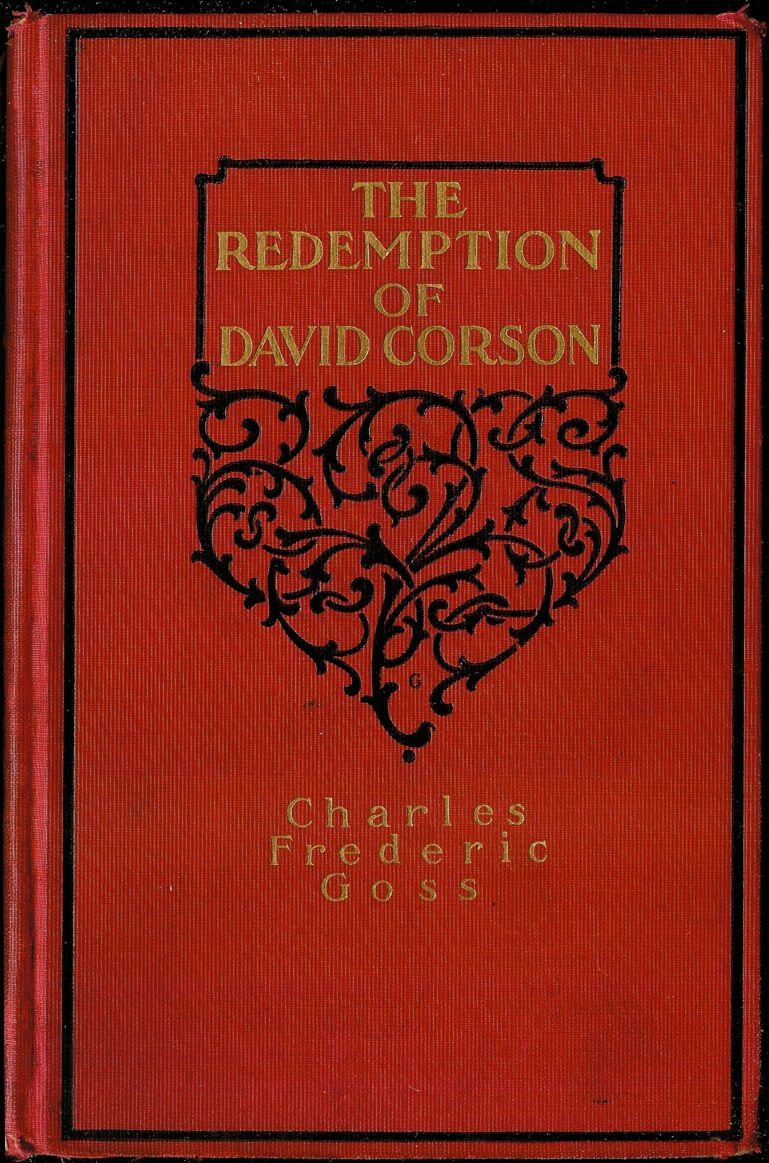 THE
REDEMPTION
OF
DAVID CORSON
G
Charles
Frederic
Goss